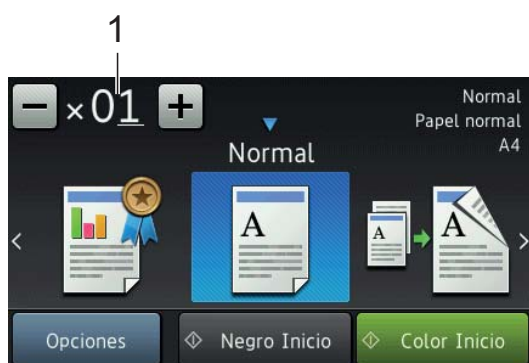 1
− ×01 +
Normal
Papel normal
A4
Normal
A
A
A
Opciones
Negro Inicio
Color Inicio